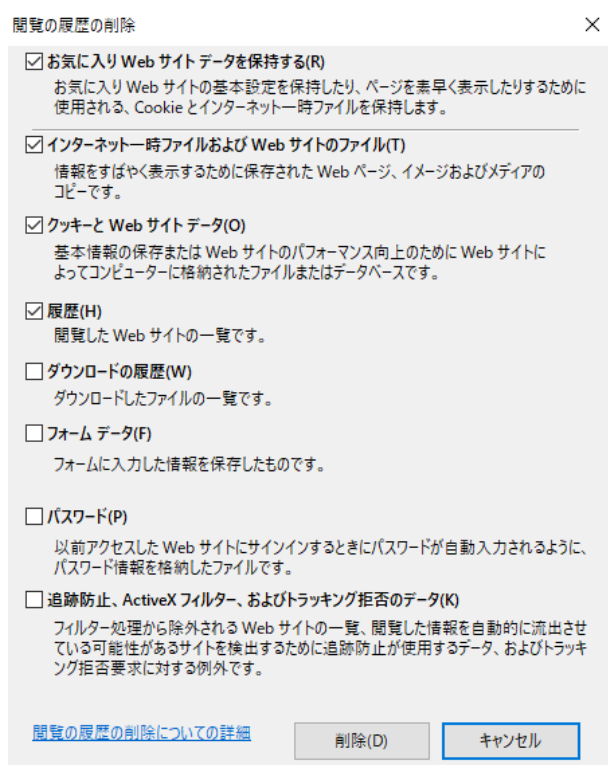 閲覧の履歴の削除
お気に入り Web サイト データを保持する(R)
お気に入り Web サイトの基本設定を保持したり、ページを素早く表示したりするために
使用される、Cookie とインターネット一時ファイルを保持します。
インターネット一時ファイルおよび Web サイトのファイル(T)
情報をすばやく表示するために保存された Web ページ、イメージおよびメディアの
コピーです。
クッキーと Web サイト データ(O)
基本情報の保存または Web サイトのパフォーマンス向上のために Web サイトに
よってコンピューターに格納されたファイルまたはデータベースです。
履歴(H)
閲覧した Web サイトの一覧です。
ダウンロードの履歴(W)
ダウンロードしたファイルの一覧です。
フォーム データ(F)
フォームに入力した情報を保存したものです。
パスワード(P)
以前アクセスした Web サイトにサインインするときにパスワードが自動入力されるように、
パスワード情報を格納したファイルです。
追跡防止、ActiveX フィルター、およびトラッキング拒否のデータ(K)
フィルター処理から除外される Web サイトの一覧、閲覧した情報を自動的に流出させ
ている可能性があるサイトを検出するために追跡防止が使用するデータ、およびトラッキ
ング拒否要求に対する例外です。
閲覧の履歴の削除についての詳細
削除(D)
キャンセル